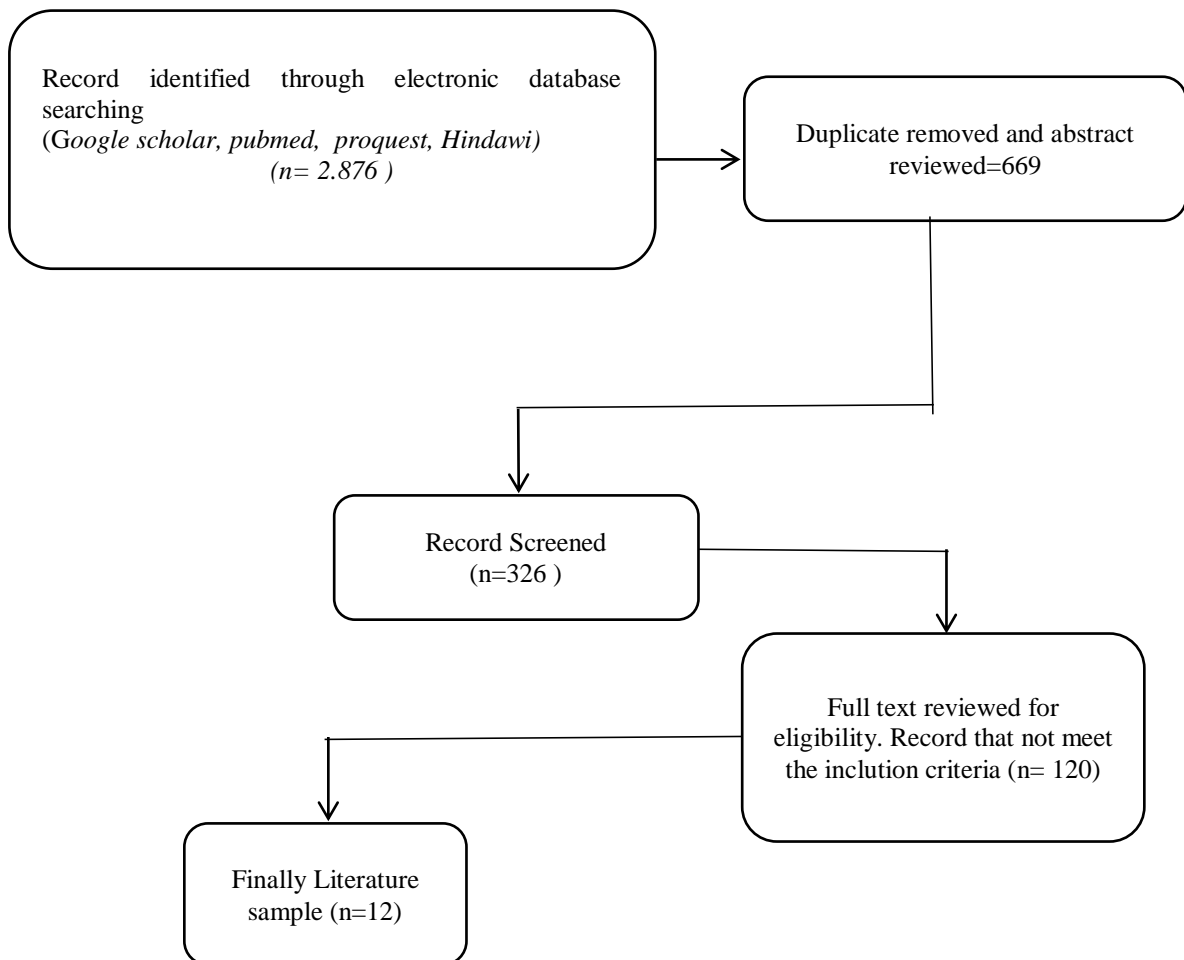 Record identified through electronic database
searching
(Google scholar, pubmed, proquest, Hindawi)
(n= 2.876 )
Duplicate removed and abstract
reviewed=669
Record Screened
(n=326 )
Full text reviewed for
eligibility. Record that not meet
the inclution criteria (n= 120)
Finally Literature
sample (n=12)